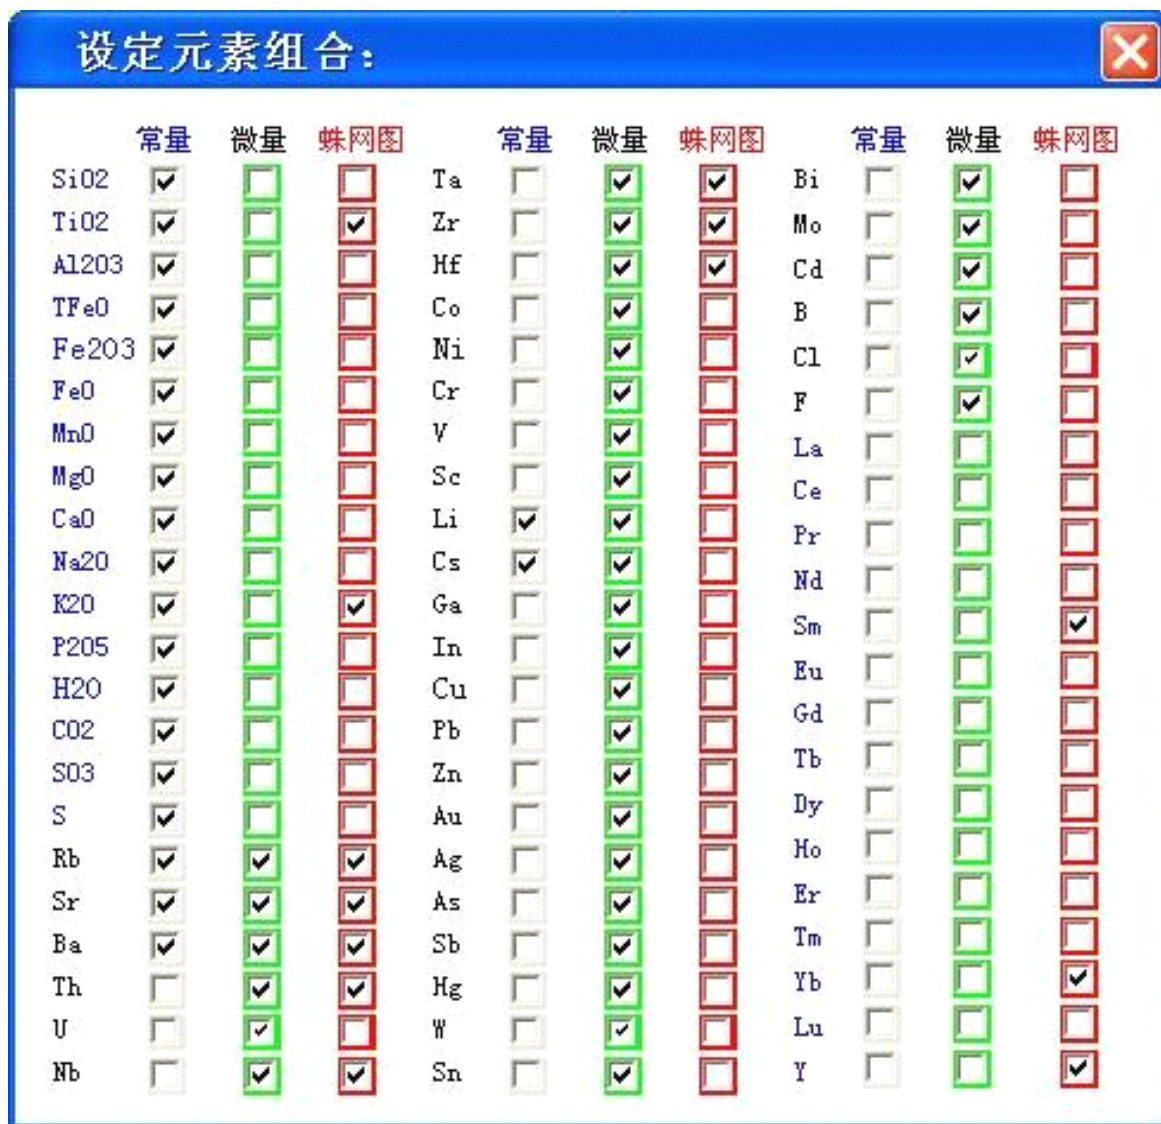 设定元素组合:
常量 微量 蛛网图 常量 微量 蛛网图 常量 微量 蛛网图
SiO2 Ta Bi
TiO2 Zr Mo
Al2O3 Hf Cd
TFeO Co B
Fe2O3 Ni Cl
FeO Cr F
MnO V La
MgO Sc Ce
CaO Li Pr
Na2O Cs Nd
K2O Ga Sm
P2O5 In Eu
H2O Cu Gd
CO2 Pb Tb
SO3 Zn Dy
S Au Ho
Rb Ag Er
Sr As Tm
Ba Sb Yb
Th Hg Lu
U W Y
Nb Sn